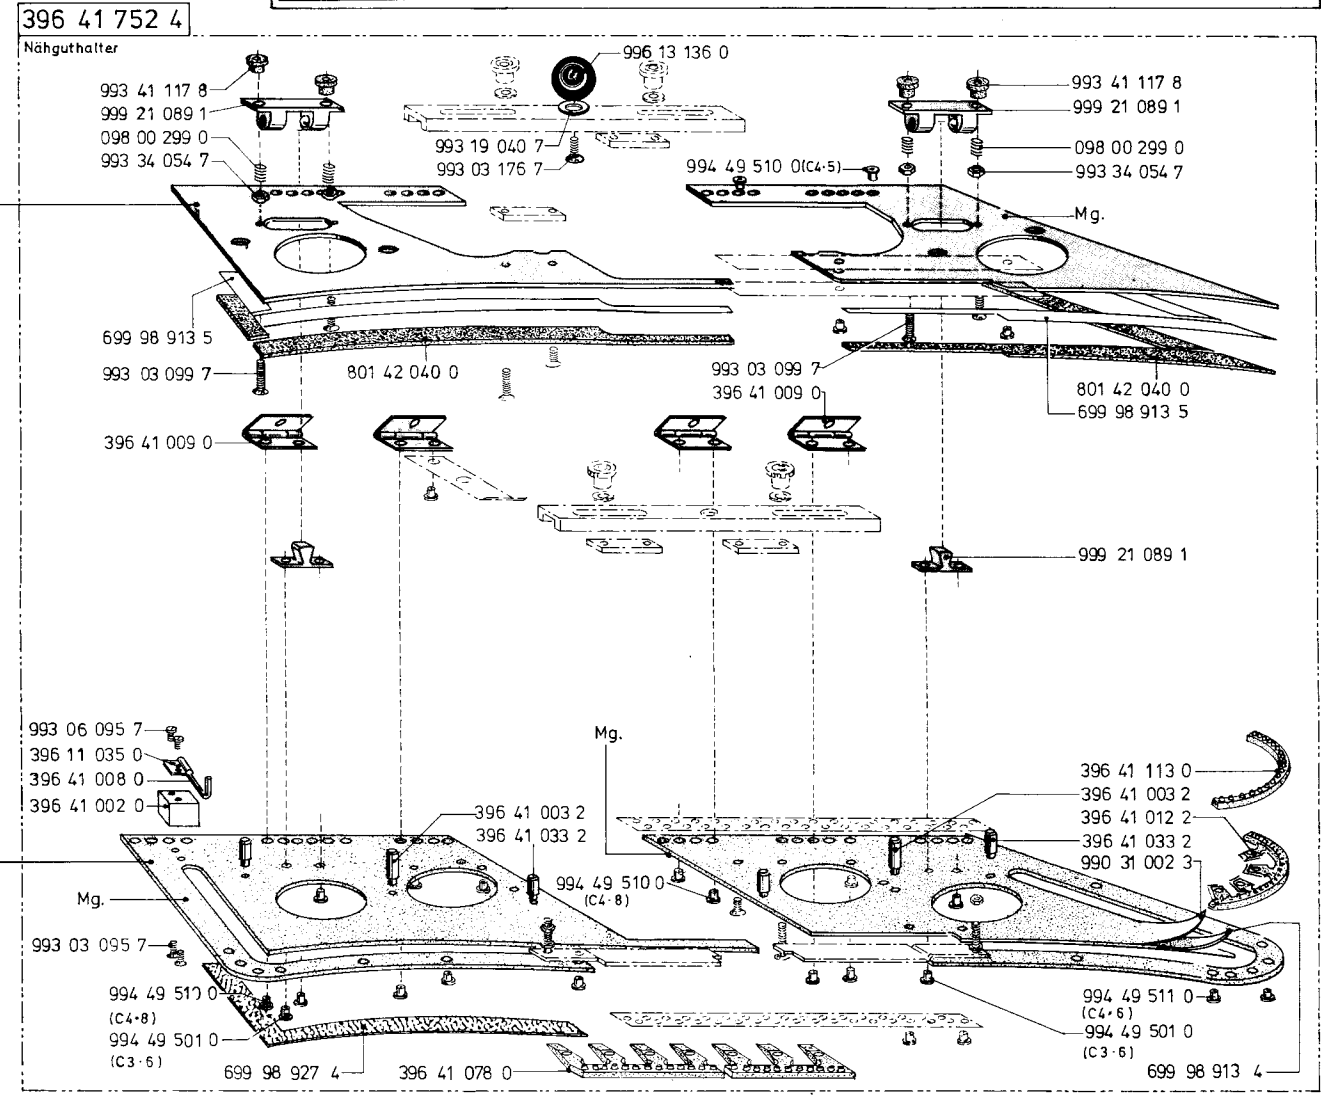 396 41 752 4
Nähguthalter
996 13 136 0
993 41 117 8
999 21 089 1
098 00 299 0
993 34 054 7
993 19 040 7
993 03 176 7
994 49 510 0 (C4·5)
993 41 117 8
999 21 089 1
098 00 299 0
993 34 054 7
Mg.
699 98 913 5
993 03 099 7
801 42 040 0
993 03 099 7
396 41 009 0
801 42 040 0
699 98 913 5
396 41 009 0
999 21 089 1
993 06 095 7
396 11 035 0
396 41 008 0
396 41 002 0
Mg.
396 41 003 2
396 41 033 2
994 49 510 0
(C4·8)
396 41 113 0
396 41 003 2
396 41 012 2
396 41 033 2
990 31 002 3
Mg.
993 03 095 7
994 49 510 0
(C4·8)
994 49 501 0
(C3·6)
699 98 927 4
396 41 078 0
994 49 511 0
(C4·6)
994 49 501 0
(C3·6)
699 98 913 4